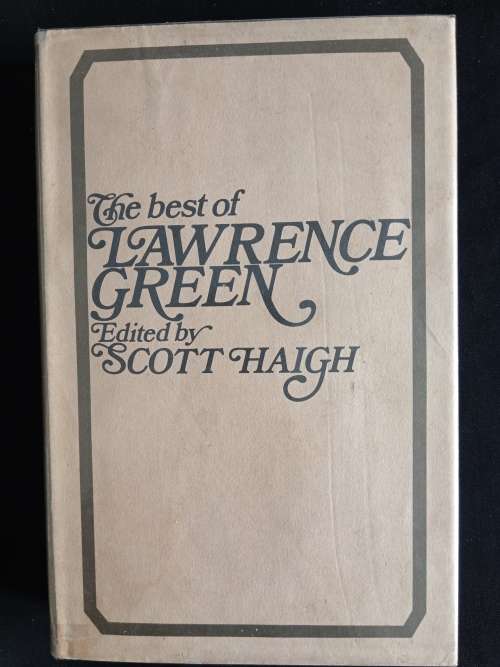 The best of
LAWRENCE
GREEN
Edited by
SCOTT HAIGH